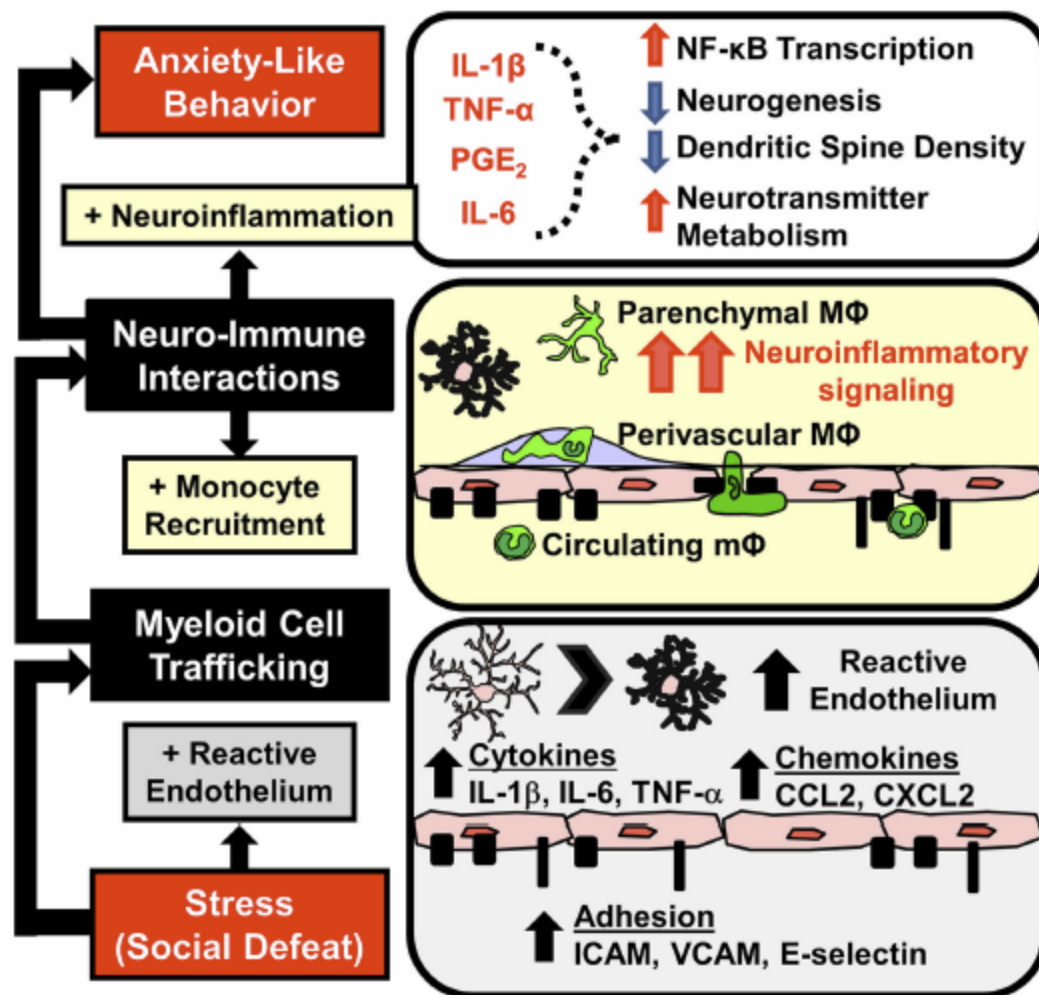 Anxiety-Like
Behavior
+ Neuroinflammation
Neuro-Immune
Interactions
+ Monocyte
Recruitment
Myeloid Cell
Trafficking
+ Reactive
Endothelium
Stress
(Social Defeat)
IL-1β
TNF-α
PGE₂
IL-6
NF-κB Transcription
Neurogenesis
Dendritic Spine Density
Neurotransmitter
Metabolism
Parenchymal MΦ
Neuroinflammatory
signaling
Perivascular MΦ
Circulating mΦ
Reactive
Endothelium
Cytokines
IL-1β, IL-6, TNF-α
Chemokines
CCL2, CXCL2
Adhesion
ICAM, VCAM, E-selectin